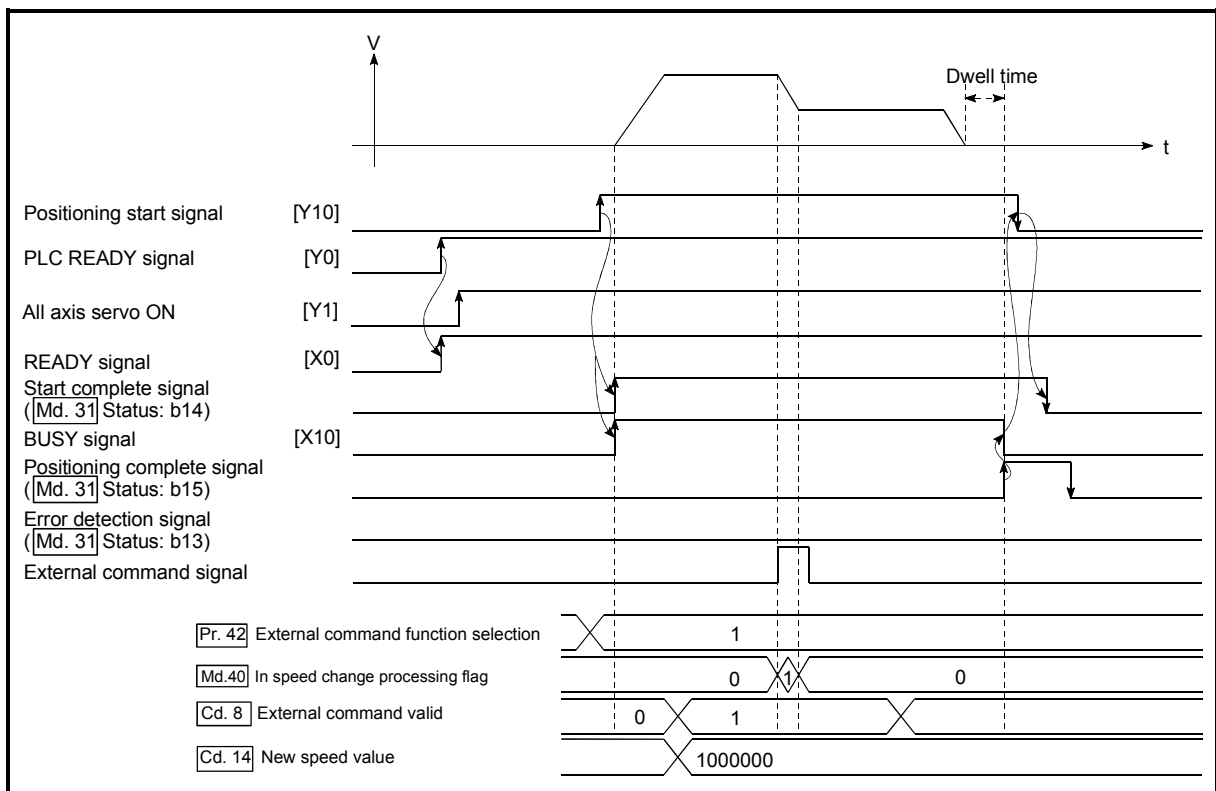 V
Dwell time
t
Positioning start signal [Y10]
PLC READY signal [Y0]
All axis servo ON [Y1]
READY signal [X0]
Start complete signal
( Md. 31 Status: b14)
BUSY signal [X10]
Positioning complete signal
( Md. 31 Status: b15)
Error detection signal
( Md. 31 Status: b13)
External command signal
Pr. 42 External command function selection 1
Md.40 In speed change processing flag 0 1 0
Cd. 8 External command valid 0 1
Cd. 14 New speed value 1000000